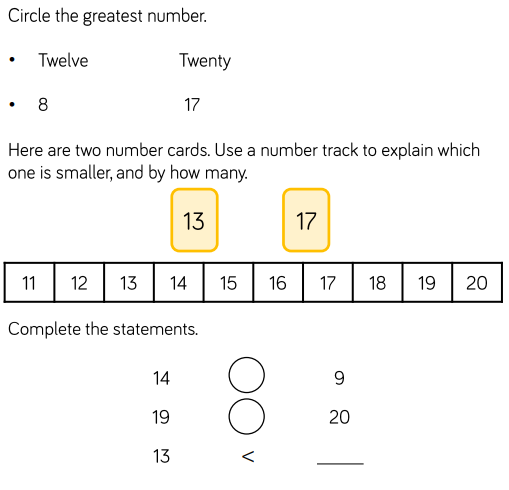 Circle the greatest number.
• Twelve Twenty
• 8 17
Here are two number cards. Use a number track to explain which
one is smaller, and by how many.
13 17
11 12 13 14 15 16 17 18 19 20
Complete the statements.
14 9
19 20
13 < ____